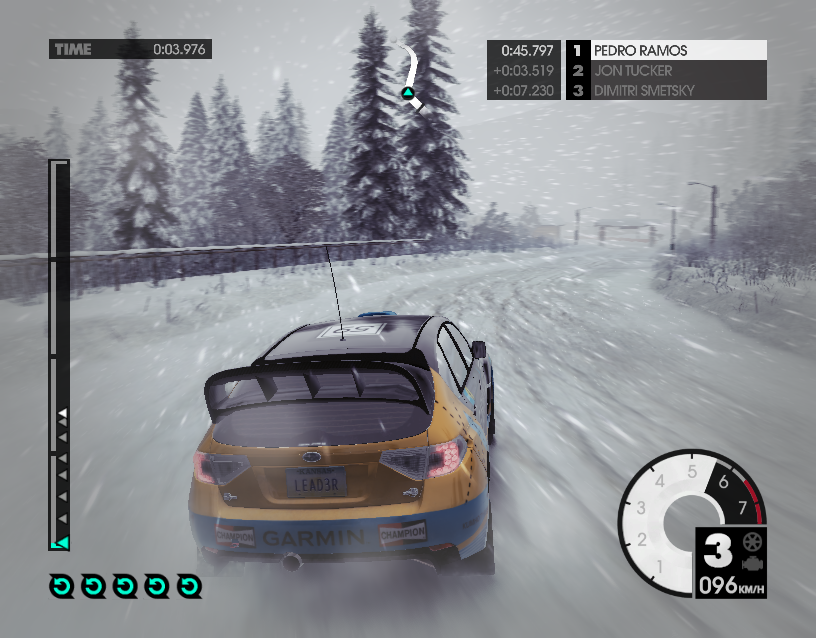 TIME 0:03.976
0:45.797 1 PEDRO RAMOS
+0:03.519 2 JON TUCKER
+0:07.230 3 DIMITRI SMETSKY
LEAD3R
CHAMPION GARMIN CHAMPION
1 2 3 4 5 6 7
3
096 KM/H